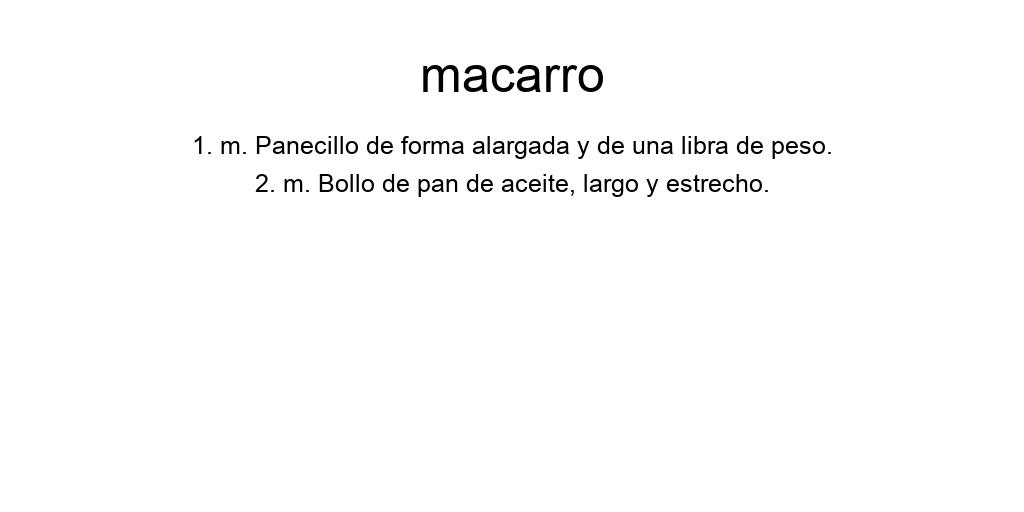 macarro
1. m. Panecillo de forma alargada y de una libra de peso.
2. m. Bollo de pan de aceite, largo y estrecho.